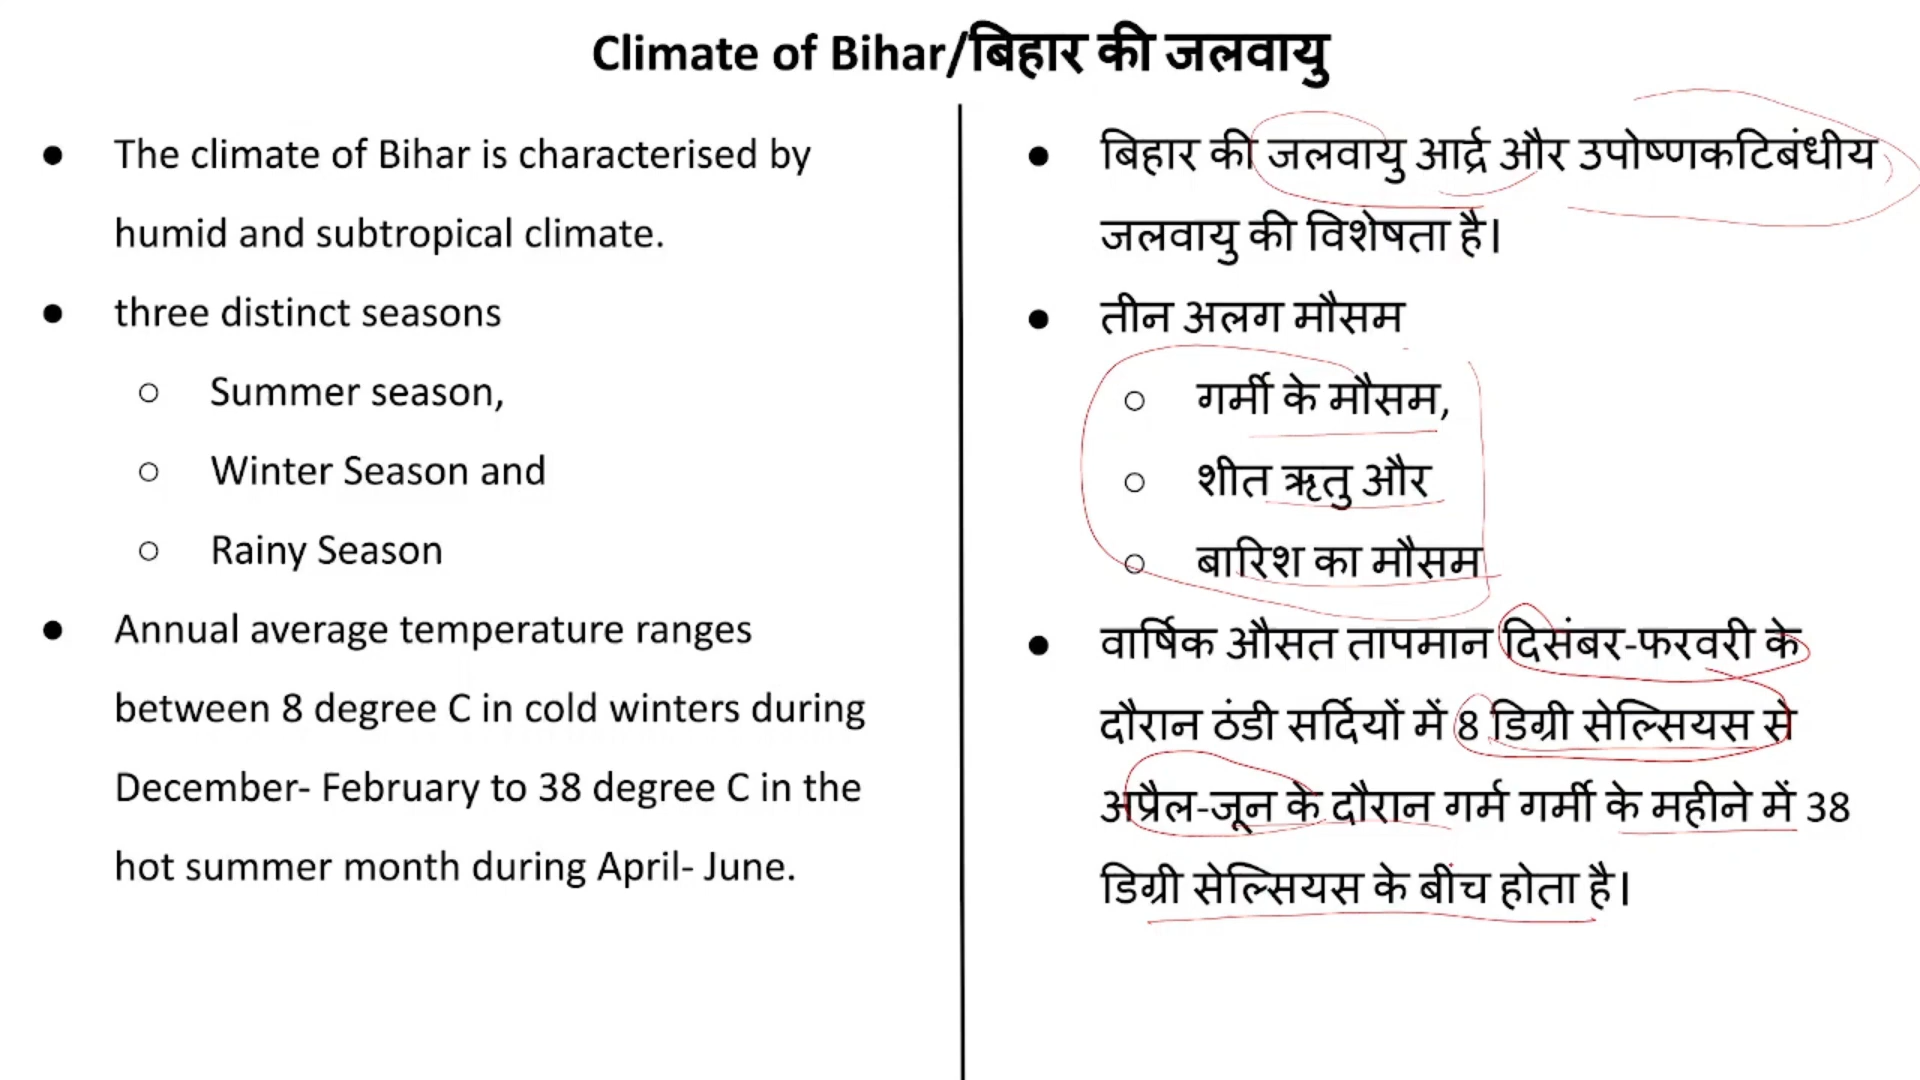 Climate of Bihar/बिहार की जलवायु
● The climate of Bihar is characterised by
humid and subtropical climate.
● three distinct seasons
○ Summer season,
○ Winter Season and
○ Rainy Season
● Annual average temperature ranges
between 8 degree C in cold winters during
December- February to 38 degree C in the
hot summer month during April- June.
● बिहार की जलवायु आर्द्र और उपोष्णकटिबंधीय
जलवायु की विशेषता है।
● तीन अलग मौसम
○ गर्मी के मौसम,
○ शीत ऋतु और
○ बारिश का मौसम
● वार्षिक औसत तापमान दिसंबर-फरवरी के
दौरान ठंडी सर्दियों में 8 डिग्री सेल्सियस से
अप्रैल-जून के दौरान गर्म गर्मी के महीने में 38
डिग्री सेल्सियस के बीच होता है।